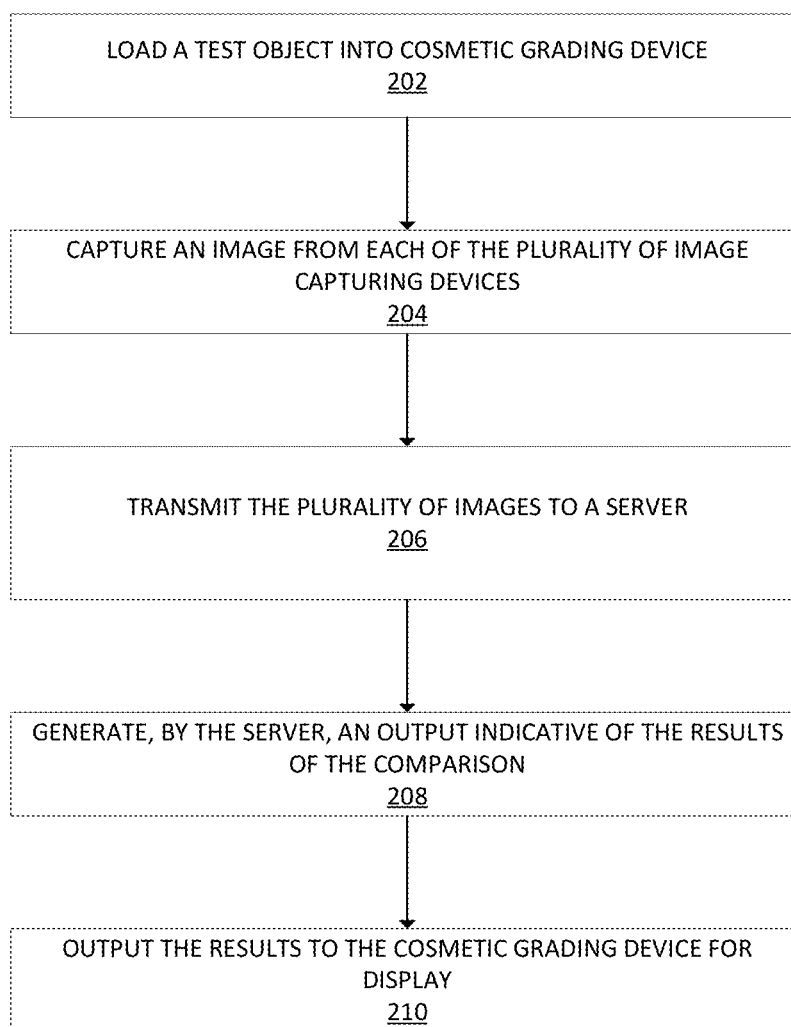 LOAD A TEST OBJECT INTO COSMETIC GRADING DEVICE
202
CAPTURE AN IMAGE FROM EACH OF THE PLURALITY OF IMAGE
CAPTURING DEVICES
204
TRANSMIT THE PLURALITY OF IMAGES TO A SERVER
206
GENERATE, BY THE SERVER, AN OUTPUT INDICATIVE OF THE RESULTS
OF THE COMPARISON
208
OUTPUT THE RESULTS TO THE COSMETIC GRADING DEVICE FOR
DISPLAY
210